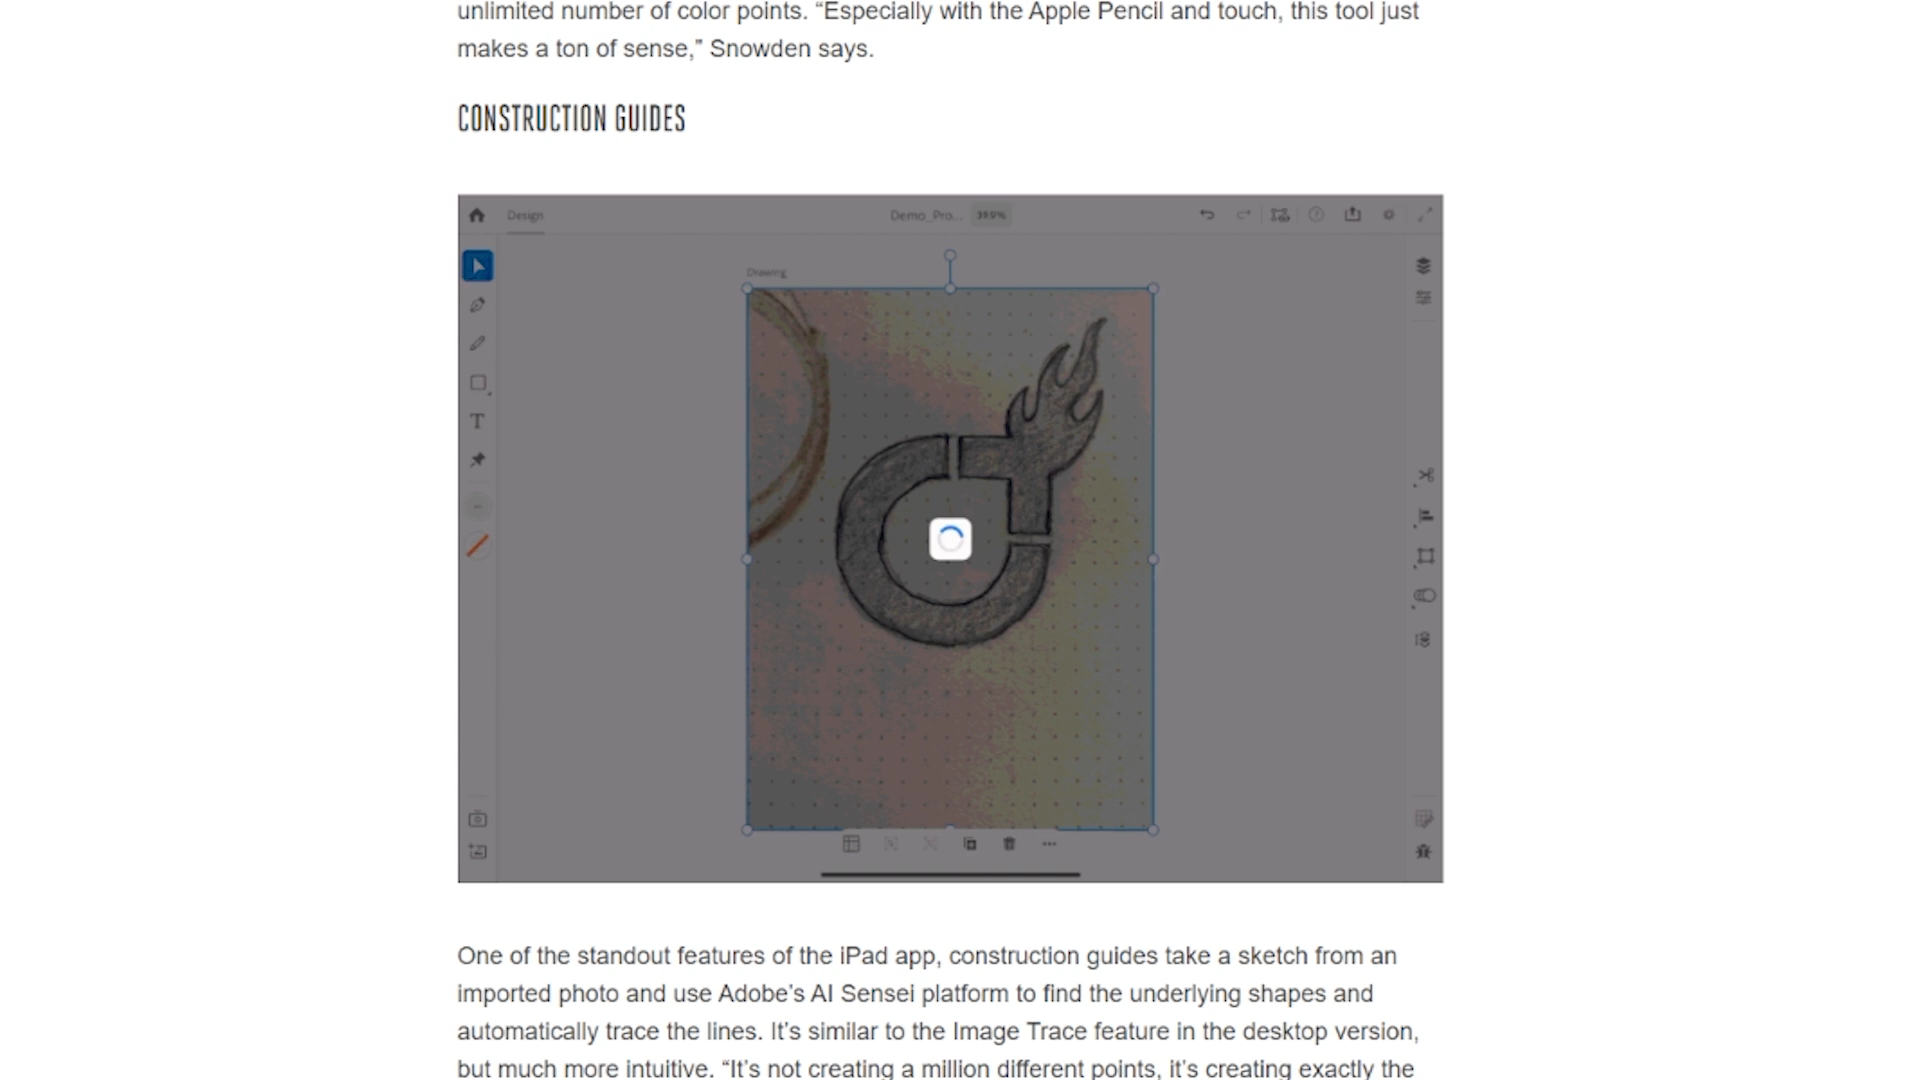 unlimited number of color points. “Especially with the Apple Pencil and touch, this tool just
makes a ton of sense,” Snowden says.
CONSTRUCTION GUIDES
Design
Demo_Pro...
39.9%
Drawing
T
One of the standout features of the iPad app, construction guides take a sketch from an
imported photo and use Adobe’s AI Sensei platform to find the underlying shapes and
automatically trace the lines. It’s similar to the Image Trace feature in the desktop version,
but much more intuitive. “It’s not creating a million different points, it’s creating exactly the